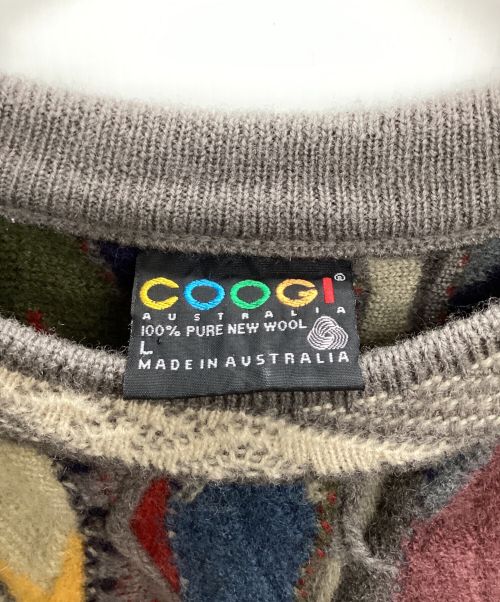 COOGI®
AUSTRALIA
100% PURE NEW WOOL
L
MADE IN AUSTRALIA